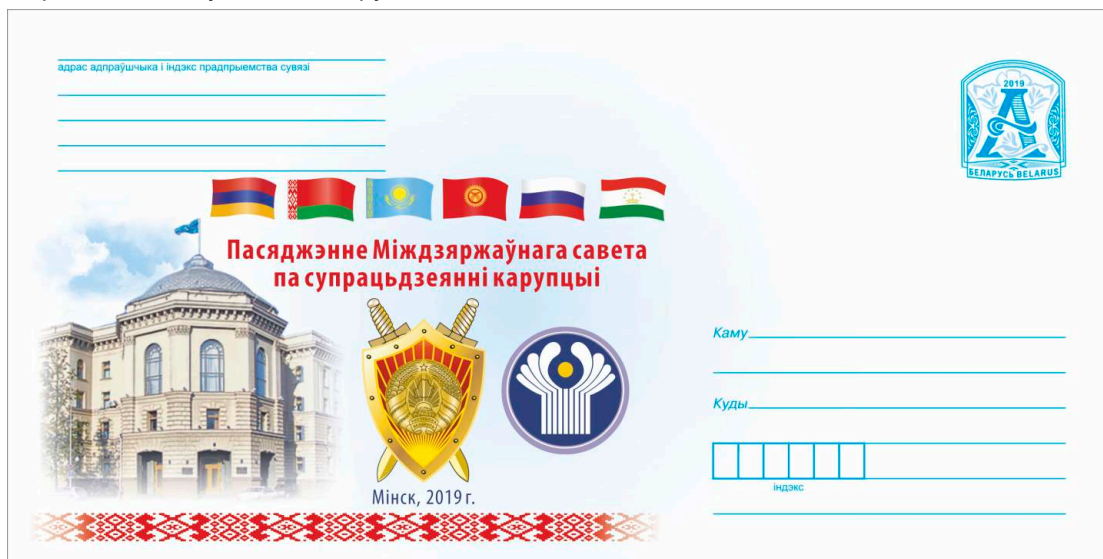 адрас адпраўшчыка і індэкс прадпрыемства сувязі
2019
А
БЕЛАРУСЬ BELARUS
Пасяджэнне Міждзяржаўнага савета
па супрацьдзеянні карупцыі
Каму
Куды
індэкс
Мінск, 2019 г.